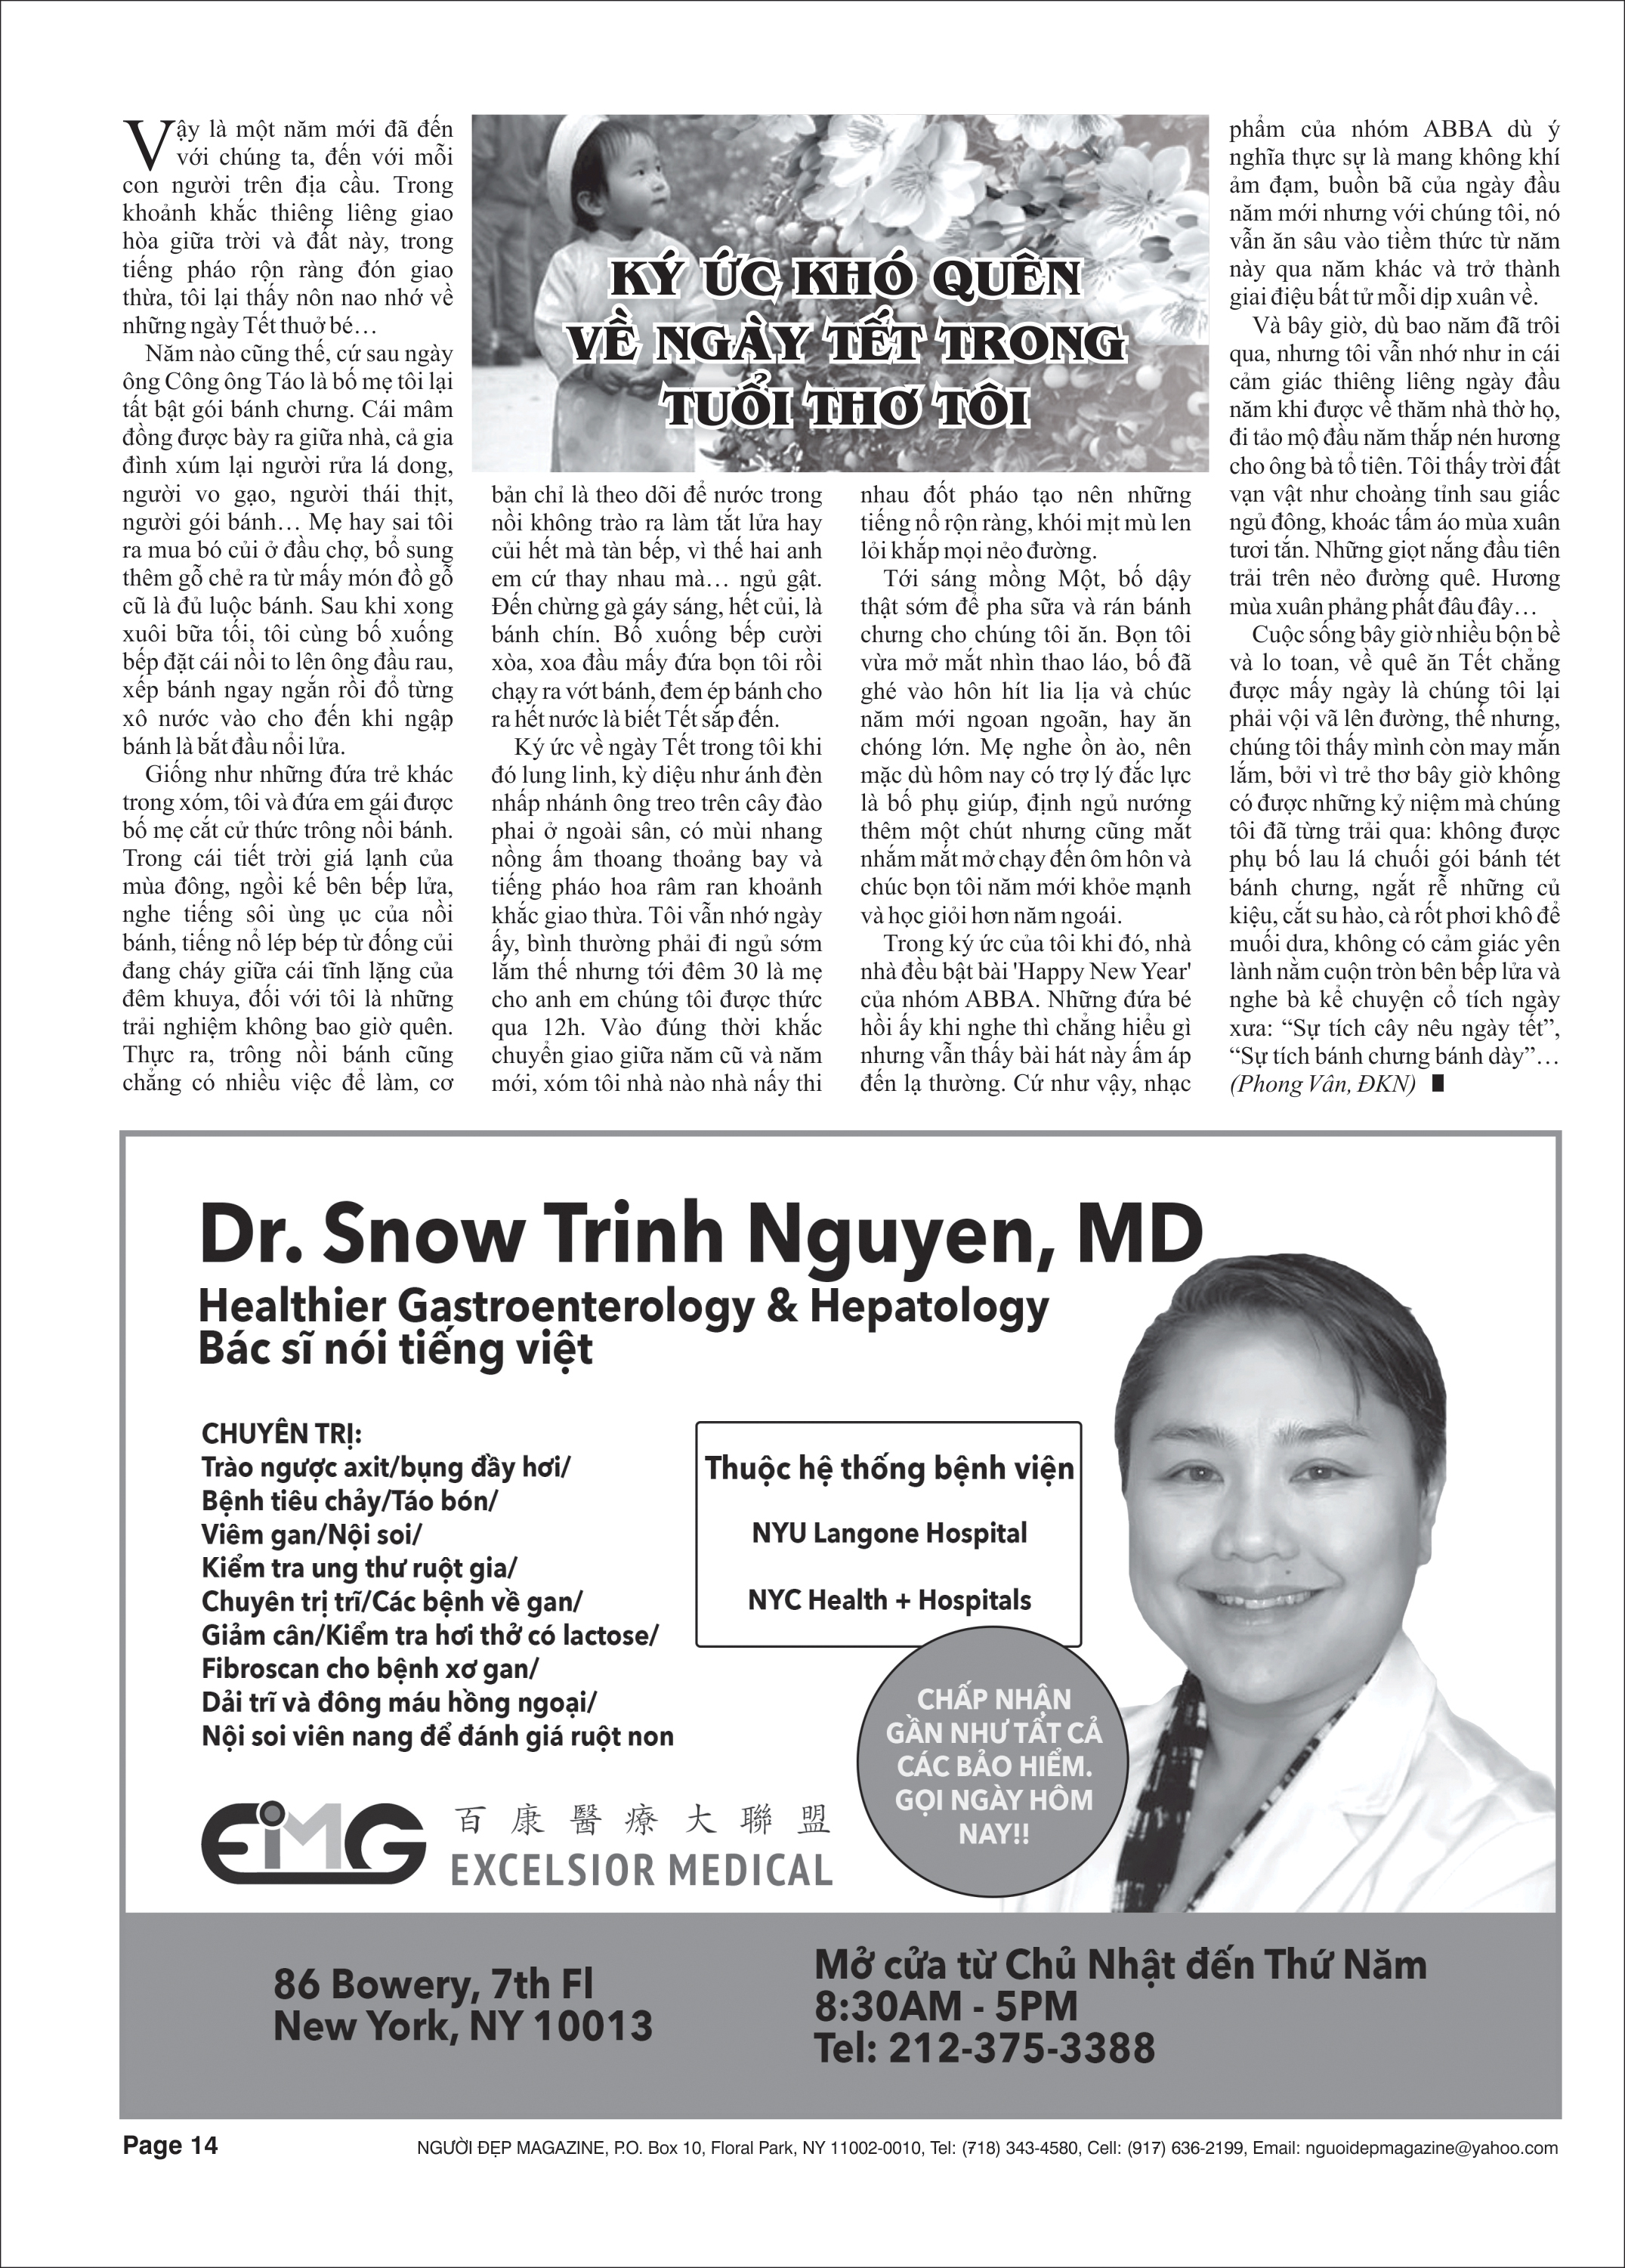 KÝ ỨC KHÓ QUÊN
VỀ NGÀY TẾT TRONG
TUỔI THƠ TÔI
Vậy là một năm mới đã đến
với chúng ta, đến với mỗi
con người trên địa cầu. Trong
khoảnh khắc thiêng liêng giao
hòa giữa trời và đất này, trong
tiếng pháo rộn ràng đón giao
thừa, tôi lại thấy nôn nao nhớ về
những ngày Tết thuở bé…
Năm nào cũng thế, cứ sau ngày
ông Công ông Táo là bố mẹ tôi lại
tất bật gói bánh chưng. Cái mâm
đồng được bày ra giữa nhà, cả gia
đình xúm lại người rửa lá dong,
người vo gạo, người thái thịt,
người gói bánh… Mẹ hay sai tôi
ra mua bó củi ở đầu chợ, bổ sung
thêm gỗ chẻ ra từ mấy món đồ gỗ
cũ là đủ luộc bánh. Sau khi xong
xuôi bữa tối, tôi cùng bố xuống
bếp đặt cái nồi to lên ông đầu rau,
xếp bánh ngay ngắn rồi đổ từng
xô nước vào cho đến khi ngập
bánh là bắt đầu nổi lửa.
Giống như những đứa trẻ khác
trong xóm, tôi và đứa em gái được
bố mẹ cắt cử thức trông nồi bánh.
Trong cái tiết trời giá lạnh của
mùa đông, ngồi kế bên bếp lửa,
nghe tiếng sôi ùng ục của nồi
bánh, tiếng nổ lép bép từ đống củi
đang cháy giữa cái tĩnh lặng của
đêm khuya, đối với tôi là những
trải nghiệm không bao giờ quên.
Thực ra, trông nồi bánh cũng
chẳng có nhiều việc để làm, cơ
bản chỉ là theo dõi để nước trong
nồi không trào ra làm tắt lửa hay
củi hết mà tàn bếp, vì thế hai anh
em cứ thay nhau mà… ngủ gật.
Đến chừng gà gáy sáng, hết củi, là
bánh chín. Bố xuống bếp cười
xòa, xoa đầu mấy đứa bọn tôi rồi
chạy ra vớt bánh, đem ép bánh cho
ra hết nước là biết Tết sắp đến.
Ký ức về ngày Tết trong tôi khi
đó lung linh, kỳ diệu như ánh đèn
nhấp nhánh ông treo trên cây đào
phai ở ngoài sân, có mùi nhang
nồng ấm thoang thoảng bay và
tiếng pháo hoa râm ran khoảnh
khắc giao thừa. Tôi vẫn nhớ ngày
ấy, bình thường phải đi ngủ sớm
lắm thế nhưng tới đêm 30 là mẹ
cho anh em chúng tôi được thức
qua 12h. Vào đúng thời khắc
chuyển giao giữa năm cũ và năm
mới, xóm tôi nhà nào nhà nấy thi
nhau đốt pháo tạo nên những
tiếng nổ rộn ràng, khói mịt mù len
lỏi khắp mọi nẻo đường.
Tới sáng mồng Một, bố dậy
thật sớm để pha sữa và rán bánh
chưng cho chúng tôi ăn. Bọn tôi
vừa mở mắt nhìn thao láo, bố đã
ghé vào hôn hít lia lịa và chúc
năm mới ngoan ngoãn, hay ăn
chóng lớn. Mẹ nghe ồn ào, nên
mặc dù hôm nay có trợ lý đắc lực
là bố phụ giúp, định ngủ nướng
thêm một chút nhưng cũng mắt
nhắm mắt mở chạy đến ôm hôn và
chúc bọn tôi năm mới khỏe mạnh
và học giỏi hơn năm ngoái.
Trong ký ức của tôi khi đó, nhà
nhà đều bật bài 'Happy New Year'
của nhóm ABBA. Những đứa bé
hồi ấy khi nghe thì chẳng hiểu gì
nhưng vẫn thấy bài hát này ấm áp
đến lạ thường. Cứ như vậy, nhạc
phẩm của nhóm ABBA dù ý
nghĩa thực sự là mang không khí
ảm đạm, buồn bã của ngày đầu
năm mới nhưng với chúng tôi, nó
vẫn ăn sâu vào tiềm thức từ năm
này qua năm khác và trở thành
giai điệu bất tử mỗi dịp xuân về.
Và bây giờ, dù bao năm đã trôi
qua, nhưng tôi vẫn nhớ như in cái
cảm giác thiêng liêng ngày đầu
năm khi được về thăm nhà thờ họ,
đi tảo mộ đầu năm thắp nén hương
cho ông bà tổ tiên. Tôi thấy trời đất
vạn vật như choàng tỉnh sau giấc
ngủ đông, khoác tấm áo mùa xuân
tươi tắn. Những giọt nắng đầu tiên
trải trên nẻo đường quê. Hương
mùa xuân phảng phất đâu đây…
Cuộc sống bây giờ nhiều bộn bề
và lo toan, về quê ăn Tết chẳng
được mấy ngày là chúng tôi lại
phải vội vã lên đường, thế nhưng,
chúng tôi thấy mình còn may mắn
lắm, bởi vì trẻ thơ bây giờ không
có được những kỷ niệm mà chúng
tôi đã từng trải qua: không được
phụ bố lau lá chuối gói bánh tét
bánh chưng, ngắt rễ những củ
kiệu, cắt su hào, cà rốt phơi khô để
muối dưa, không có cảm giác yên
lành nằm cuộn tròn bên bếp lửa và
nghe bà kể chuyện cổ tích ngày
xưa: “Sự tích cây nêu ngày tết”,
“Sự tích bánh chưng bánh dày”…
(Phong Vân, ĐKN)
Dr. Snow Trinh Nguyen, MD
Healthier Gastroenterology & Hepatology
Bác sĩ nói tiếng việt
CHUYÊN TRỊ:
Trào ngược axit/bụng đầy hơi/
Bệnh tiêu chảy/Táo bón/
Viêm gan/Nội soi/
Kiểm tra ung thư ruột gia/
Chuyên trị trĩ/Các bệnh về gan/
Giảm cân/Kiểm tra hơi thở có lactose/
Fibroscan cho bệnh xơ gan/
Dải trĩ và đông máu hồng ngoại/
Nội soi viên nang để đánh giá ruột non
Thuộc hệ thống bệnh viện
NYU Langone Hospital
NYC Health + Hospitals
CHẤP NHẬN
GẦN NHƯ TẤT CẢ
CÁC BẢO HIỂM.
GỌI NGÀY HÔM
NAY!!
EiMG
百康醫療大聯盟
EXCELSIOR MEDICAL
86 Bowery, 7th Fl
New York, NY 10013
Mở cửa từ Chủ Nhật đến Thứ Năm
8:30AM - 5PM
Tel: 212-375-3388
Page 14
NGƯỜI ĐẸP MAGAZINE, P.O. Box 10, Floral Park, NY 11002-0010, Tel: (718) 343-4580, Cell: (917) 636-2199, Email: nguoidepmagazine@yahoo.com